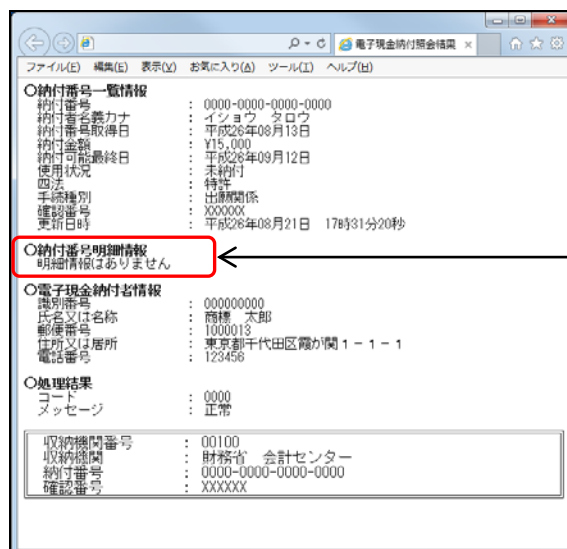 電子現金納付照会結果
ファイル(E) 編集(E) 表示(V) お気に入り(A) ツール(T) ヘルプ(H)
○納付番号一覧情報
納付番号 : 0000-0000-0000-0000
納付者名義カナ : イショウ タロウ
納付番号取得日 : 平成26年08月13日
納付金額 : ¥15,000
納付可能最終日 : 平成26年09月12日
使用状況 : 未納付
四法 : 特許
手続種別 : 出願関係
確認番号 : XXXXXX
更新日時 : 平成26年08月21日 17時31分20秒
○納付番号明細情報
明細情報はありません
○電子現金納付者情報
識別番号 : 000000000
氏名又は名称 : 商標 太郎
郵便番号 : 1000013
住所又は居所 : 東京都千代田区霞が関1-1-1
電話番号 : 123456
○処理結果
コード : 0000
メッセージ : 正常
収納機関番号 : 00100
収納機関 : 財務省 会計センター
納付番号 : 0000-0000-0000-0000
確認番号 : XXXXXX